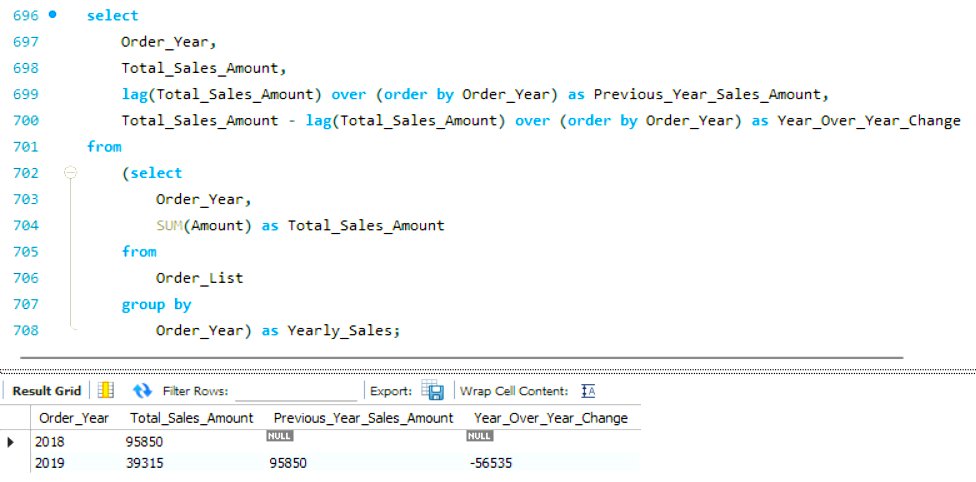 696 select
697 Order_Year,
698 Total_Sales_Amount,
699 lag(Total_Sales_Amount) over (order by Order_Year) as Previous_Year_Sales_Amount,
700 Total_Sales_Amount - lag(Total_Sales_Amount) over (order by Order_Year) as Year_Over_Year_Change
701 from
702 (select
703 Order_Year,
704 SUM(Amount) as Total_Sales_Amount
705 from
706 Order_List
707 group by
708 Order_Year) as Yearly_Sales;
Result Grid Filter Rows: Export: Wrap Cell Content: IA
Order_Year Total_Sales_Amount Previous_Year_Sales_Amount Year_Over_Year_Change
2018 95850 NULL NULL
2019 39315 95850 -56535